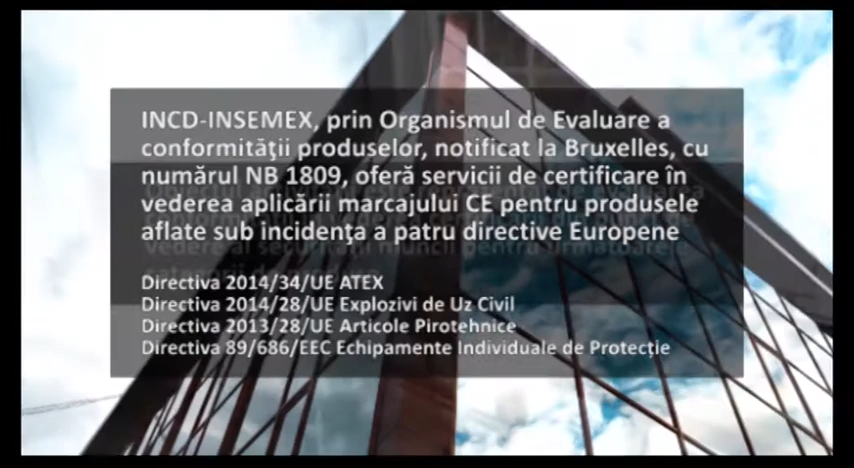 INCD-INSEMEX, prin Organismul de Evaluare a
conformităţii produselor, notificat la Bruxelles, cu
numărul NB 1809, oferă servicii de certificare în
vederea aplicării marcajului CE pentru produsele
aflate sub incidenţa a patru directive Europene
Directiva 2014/34/UE ATEX
Directiva 2014/28/UE Explozivi de Uz Civil
Directiva 2013/28/UE Articole Pirotehnice
Directiva 89/686/EEC Echipamente Individuale de Protecţie